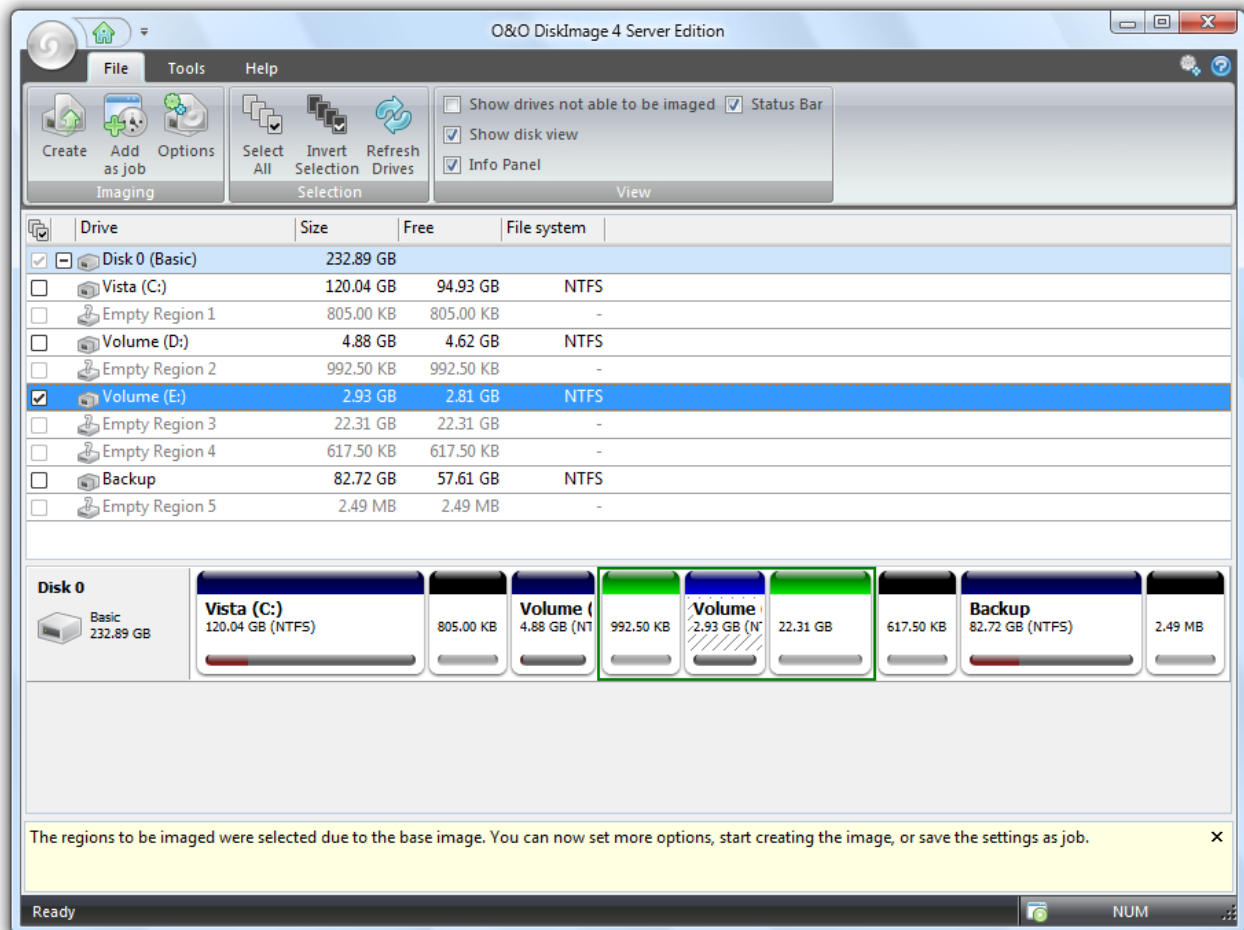 O&O DiskImage 4 Server Edition
File Tools Help
Show drives not able to be imaged Status Bar
Show disk view
Info Panel
Create Add as job Options Select All Invert Selection Refresh Drives
Imaging Selection View
Drive Size Free File system
Disk 0 (Basic) 232.89 GB
Vista (C:) 120.04 GB 94.93 GB NTFS
Empty Region 1 805.00 KB 805.00 KB -
Volume (D:) 4.88 GB 4.62 GB NTFS
Empty Region 2 992.50 KB 992.50 KB -
Volume (E:) 2.93 GB 2.81 GB NTFS
Empty Region 3 22.31 GB 22.31 GB -
Empty Region 4 617.50 KB 617.50 KB -
Backup 82.72 GB 57.61 GB NTFS
Empty Region 5 2.49 MB 2.49 MB -
Disk 0
Basic
232.89 GB
Vista (C:)
120.04 GB (NTFS)
805.00 KB
Volume (
4.88 GB (NT
992.50 KB
Volume (
2.93 GB (N
22.31 GB
617.50 KB
Backup
82.72 GB (NTFS)
2.49 MB
The regions to be imaged were selected due to the base image. You can now set more options, start creating the image, or save the settings as job.
Ready NUM